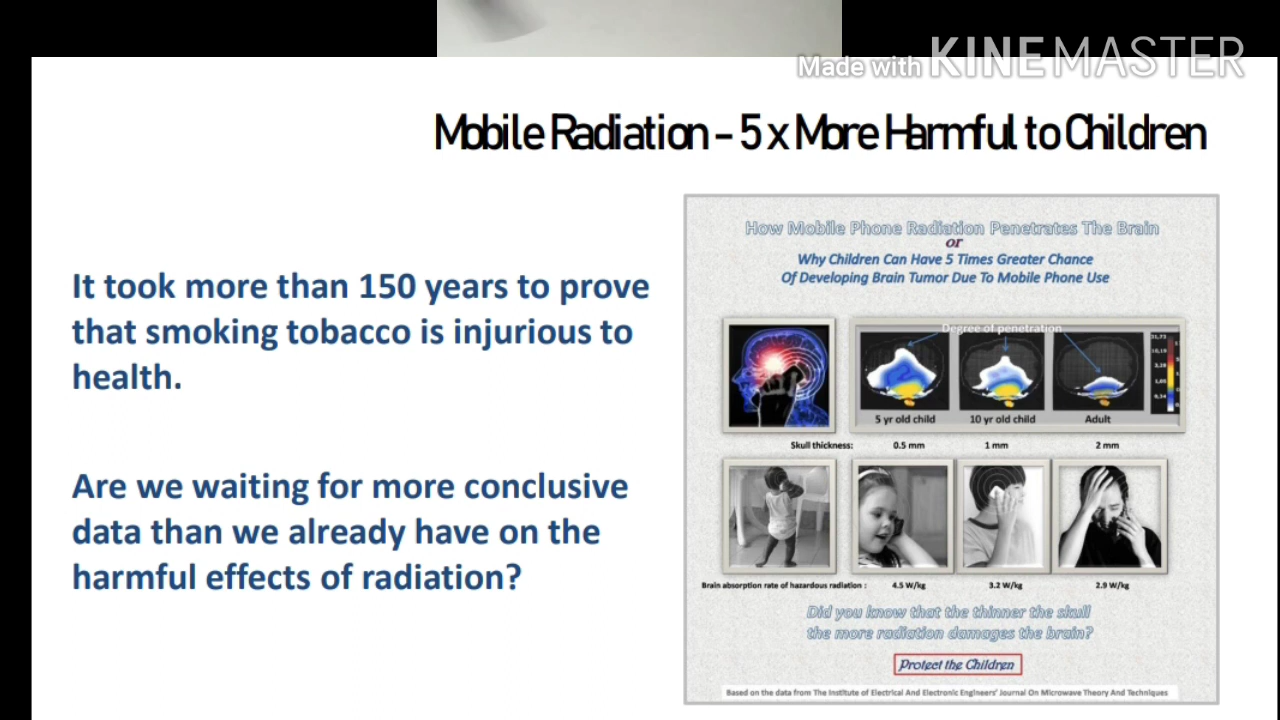 Made with KINEMASTER
Mobile Radiation – 5 x More Harmful to Children
It took more than 150 years to prove
that smoking tobacco is injurious to
health.
Are we waiting for more conclusive
data than we already have on the
harmful effects of radiation?
How Mobile Phone Radiation Penetrates The Brain
or
Why Children Can Have 5 Times Greater Chance
Of Developing Brain Tumor Due To Mobile Phone Use
Degree of penetration
5 yr old child 10 yr old child Adult
Skull thickness: 0.5 mm 1 mm 2 mm
Brain absorption rate of hazardous radiation : 4.5 W/kg 3.2 W/kg 2.9 W/kg
Did you know that the thinner the skull
the more radiation damages the brain?
Protect the Children
Based on the data from The Institute of Electrical And Electronic Engineers' Journal On Microwave Theory And Techniques